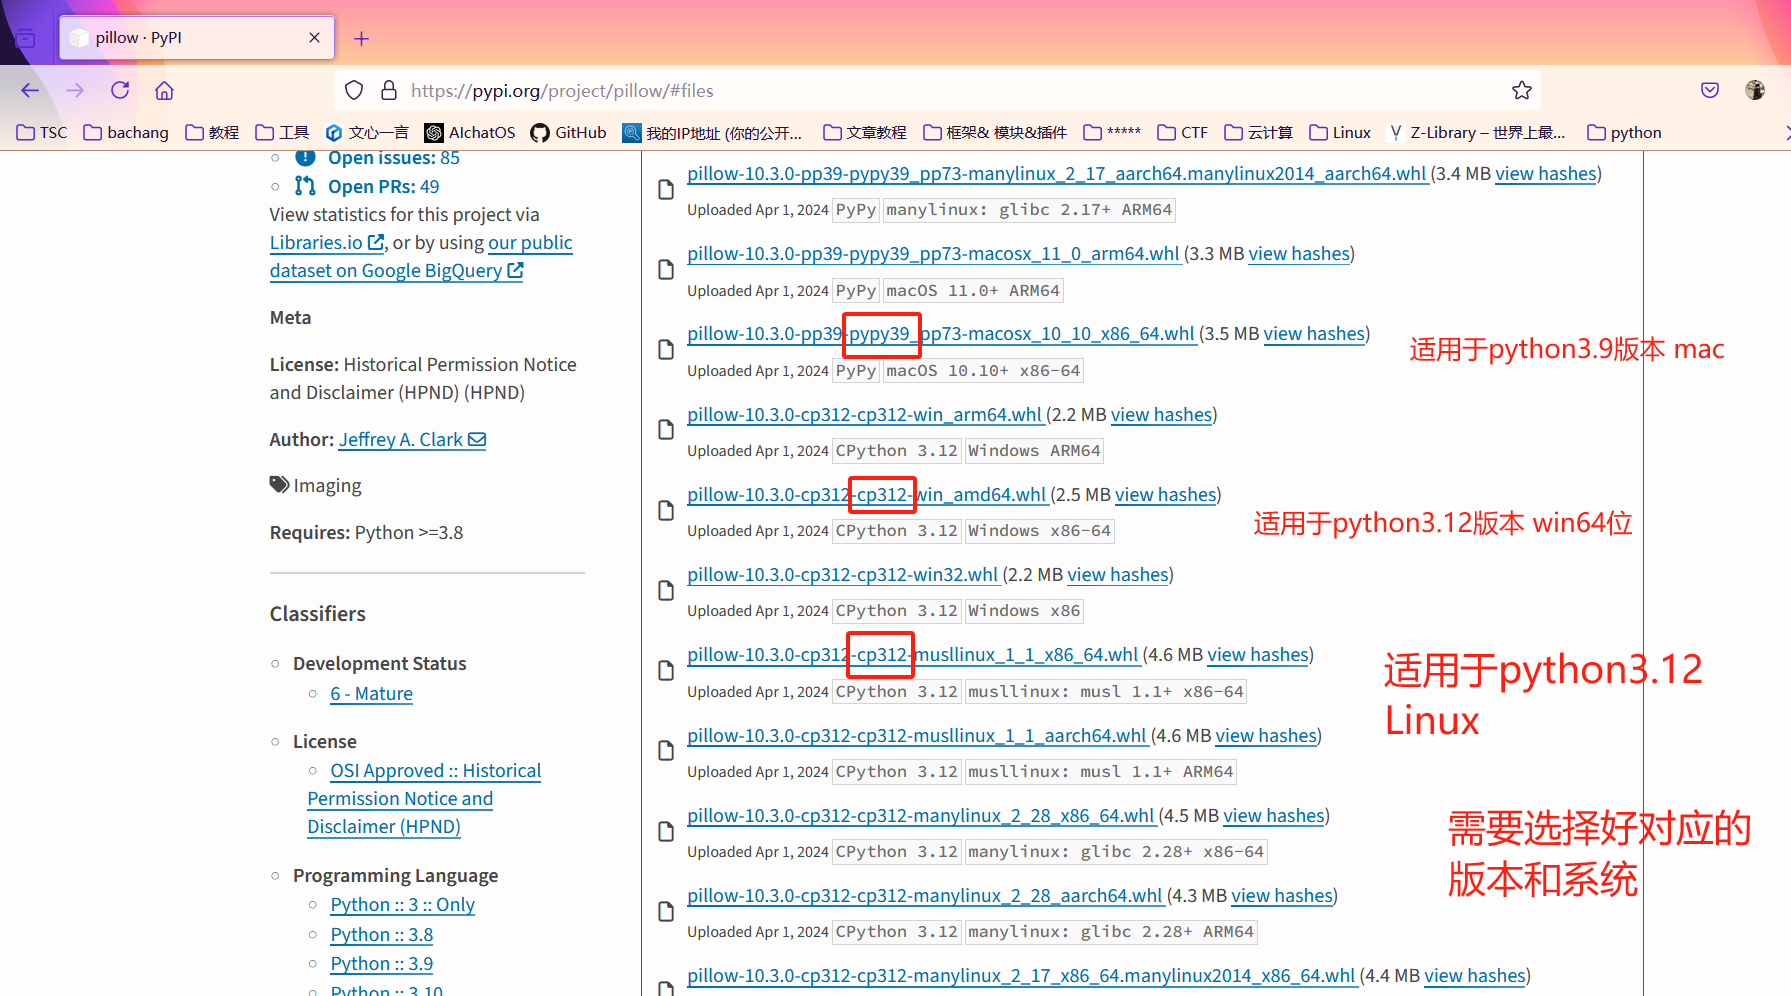 pillow · PyPI
https://pypi.org/project/pillow/#files
TSC bachang 教程 工具 文心一言 AIchatOS GitHub 我的IP地址 (你的公开... 文章教程 框架& 模块&插件 ***** CTF 云计算 Linux Z-Library – 世界上最... python
Open issues: 85
Open PRs: 49
View statistics for this project via
Libraries.io, or by using our public
dataset on Google BigQuery
Meta
License: Historical Permission Notice
and Disclaimer (HPND) (HPND)
Author: Jeffrey A. Clark
Imaging
Requires: Python >=3.8
Classifiers
Development Status
6 - Mature
License
OSI Approved :: Historical
Permission Notice and
Disclaimer (HPND)
Programming Language
Python :: 3 :: Only
Python :: 3.8
Python :: 3.9
Python :: 3.10
pillow-10.3.0-pp39-pypy39_pp73-manylinux_2_17_aarch64.manylinux2014_aarch64.whl (3.4 MB view hashes)
Uploaded Apr 1, 2024 PyPy manylinux: glibc 2.17+ ARM64
pillow-10.3.0-pp39-pypy39_pp73-macosx_11_0_arm64.whl (3.3 MB view hashes)
Uploaded Apr 1, 2024 PyPy macOS 11.0+ ARM64
pillow-10.3.0-pp39-pypy39_pp73-macosx_10_10_x86_64.whl (3.5 MB view hashes)
适用于python3.9版本 mac
Uploaded Apr 1, 2024 PyPy macOS 10.10+ x86-64
pillow-10.3.0-cp312-cp312-win_arm64.whl (2.2 MB view hashes)
Uploaded Apr 1, 2024 CPython 3.12 Windows ARM64
pillow-10.3.0-cp312-cp312-win_amd64.whl (2.5 MB view hashes)
适用于python3.12版本 win64位
Uploaded Apr 1, 2024 CPython 3.12 Windows x86-64
pillow-10.3.0-cp312-cp312-win32.whl (2.2 MB view hashes)
Uploaded Apr 1, 2024 CPython 3.12 Windows x86
pillow-10.3.0-cp312-cp312-musllinux_1_1_x86_64.whl (4.6 MB view hashes)
适用于python3.12
Linux
Uploaded Apr 1, 2024 CPython 3.12 musllinux: musl 1.1+ x86-64
pillow-10.3.0-cp312-cp312-musllinux_1_1_aarch64.whl (4.6 MB view hashes)
Uploaded Apr 1, 2024 CPython 3.12 musllinux: musl 1.1+ ARM64
pillow-10.3.0-cp312-cp312-manylinux_2_28_x86_64.whl (4.5 MB view hashes)
需要选择好对应的
版本和系统
Uploaded Apr 1, 2024 CPython 3.12 manylinux: glibc 2.28+ x86-64
pillow-10.3.0-cp312-cp312-manylinux_2_28_aarch64.whl (4.3 MB view hashes)
Uploaded Apr 1, 2024 CPython 3.12 manylinux: glibc 2.28+ ARM64
pillow-10.3.0-cp312-cp312-manylinux_2_17_x86_64.manylinux2014_x86_64.whl (4.4 MB view hashes)